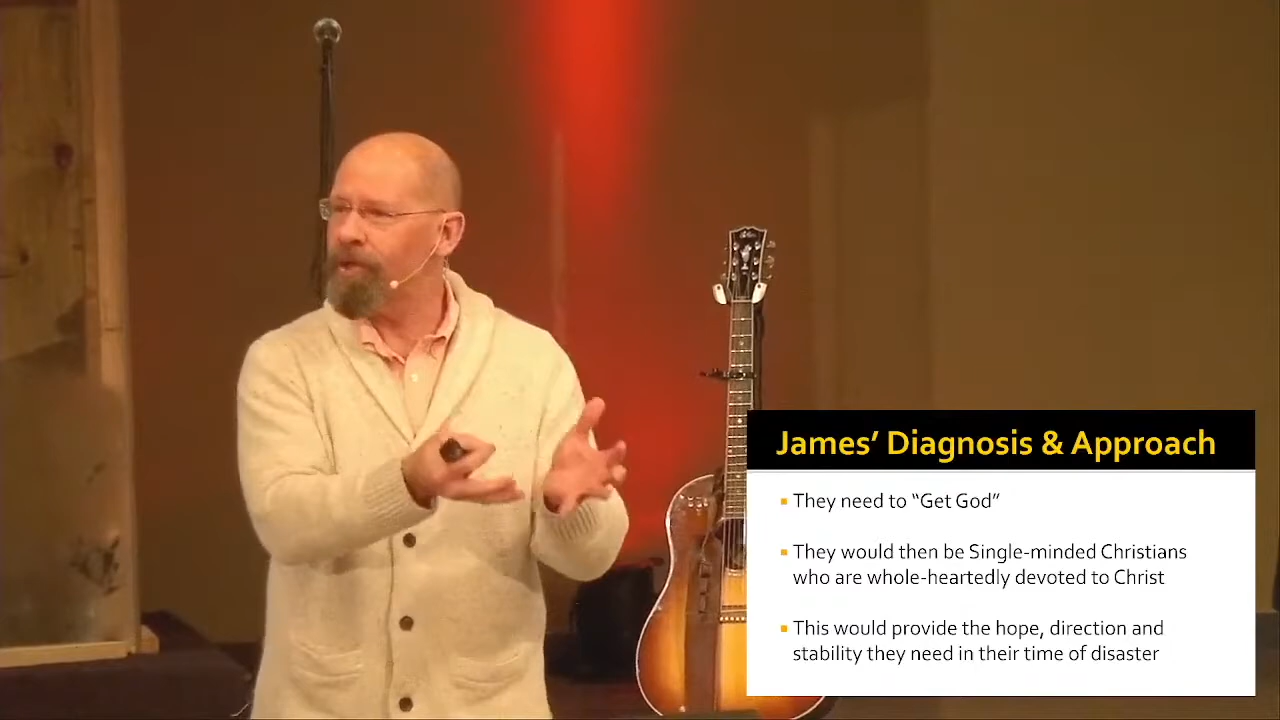 James’ Diagnosis & Approach
They need to “Get God”
They would then be Single-minded Christians
who are whole-heartedly devoted to Christ
This would provide the hope, direction and
stability they need in their time of disaster